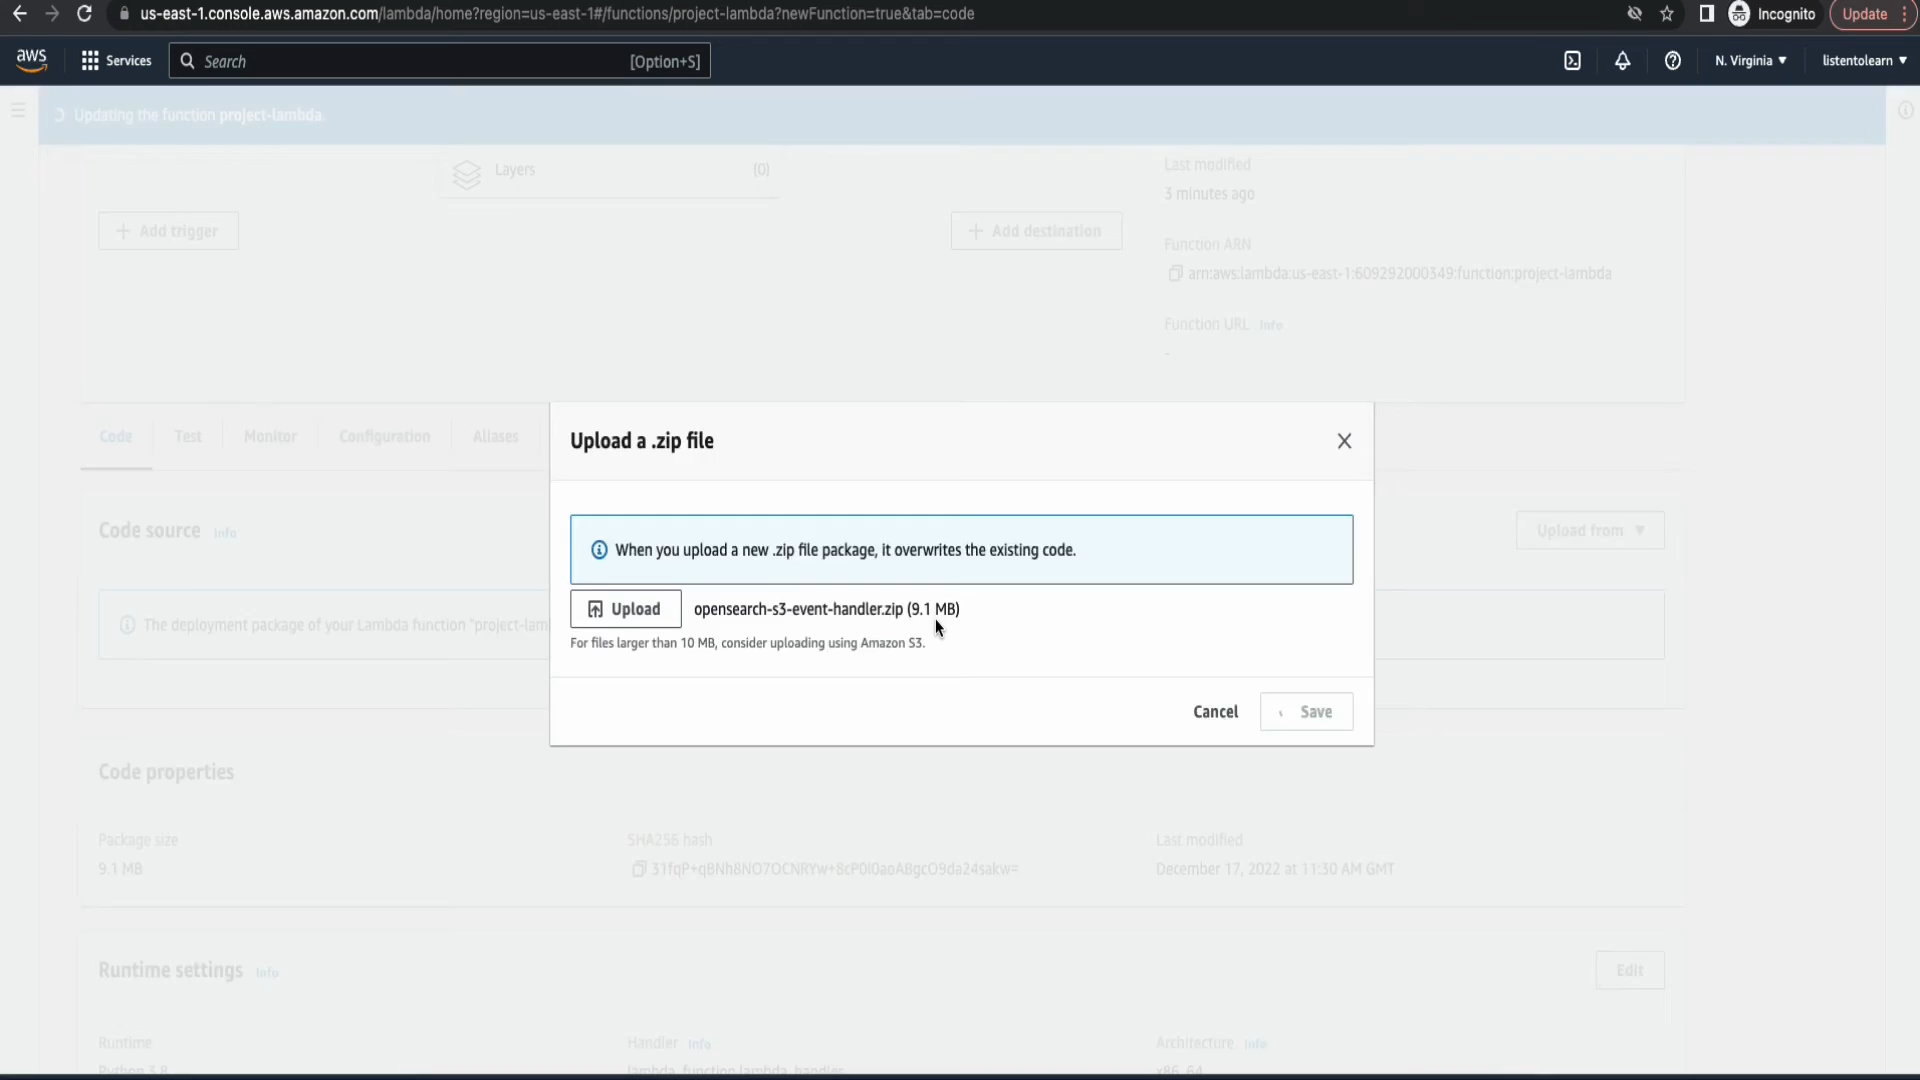 us-east-1.console.aws.amazon.com/lambda/home?region=us-east-1#/functions/project-lambda?newFunction=true&tab=code
Incognito
Update
aws
Services
Search
[Option+S]
N. Virginia
listentolearn
Updating the function project-lambda.
Layers
(0)
Last modified
3 minutes ago
Add trigger
Add destination
Function ARN
arn:aws:lambda:us-east-1:609292000349:function:project-lambda
Function URL Info
-
Code
Test
Monitor
Configuration
Aliases
Upload a .zip file
When you upload a new .zip file package, it overwrites the existing code.
Upload
opensearch-s3-event-handler.zip (9.1 MB)
For files larger than 10 MB, consider uploading using Amazon S3.
Cancel
Save
Code source Info
Upload from
The deployment package of your Lambda function "project-lam
Code properties
Package size
9.1 MB
SHA256 hash
Last modified
December 17, 2022 at 11:30 AM GMT
Runtime settings Info
Edit
Runtime
Python 3.8
Handler Info
lambda_function.lambda_handler
Architecture Info
x86_64